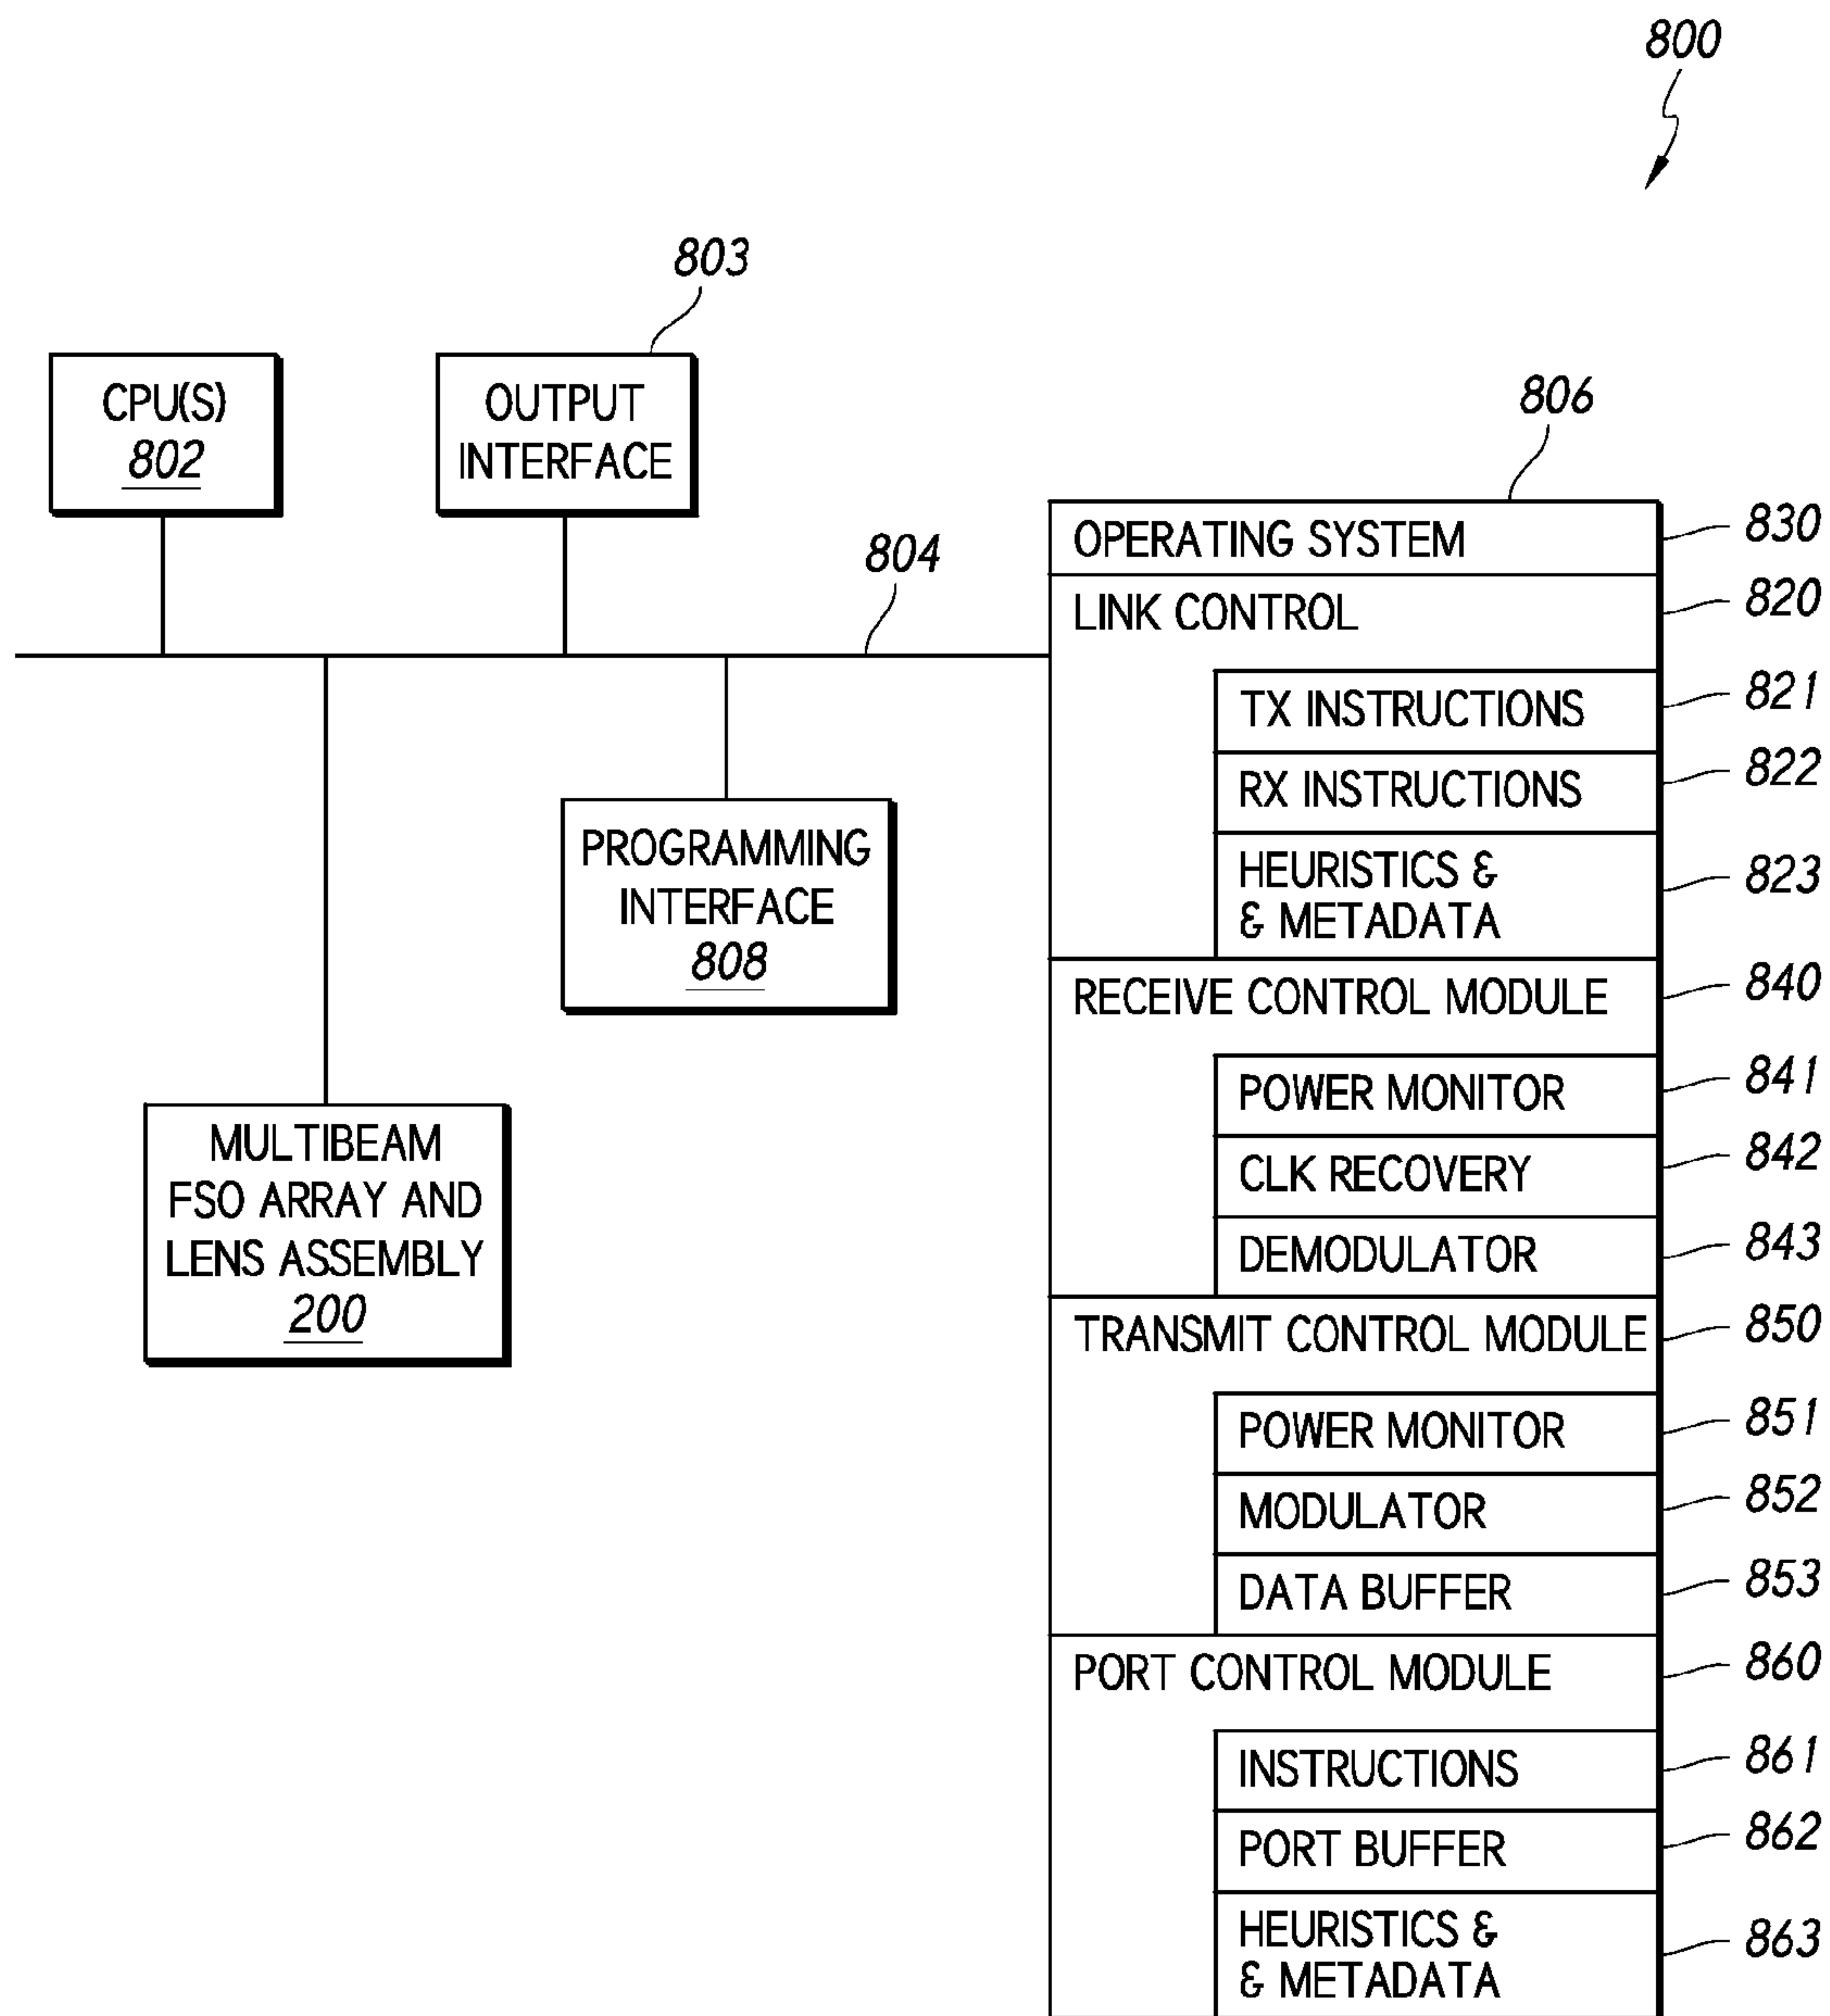 800
803
CPU(S)
802
OUTPUT
INTERFACE
806
804
OPERATING SYSTEM
830
LINK CONTROL
820
TX INSTRUCTIONS
821
RX INSTRUCTIONS
822
HEURISTICS &
& METADATA
823
PROGRAMMING
INTERFACE
808
RECEIVE CONTROL MODULE
840
POWER MONITOR
841
CLK RECOVERY
842
DEMODULATOR
843
MULTIBEAM
FSO ARRAY AND
LENS ASSEMBLY
200
TRANSMIT CONTROL MODULE
850
POWER MONITOR
851
MODULATOR
852
DATA BUFFER
853
PORT CONTROL MODULE
860
INSTRUCTIONS
861
PORT BUFFER
862
HEURISTICS &
& METADATA
863